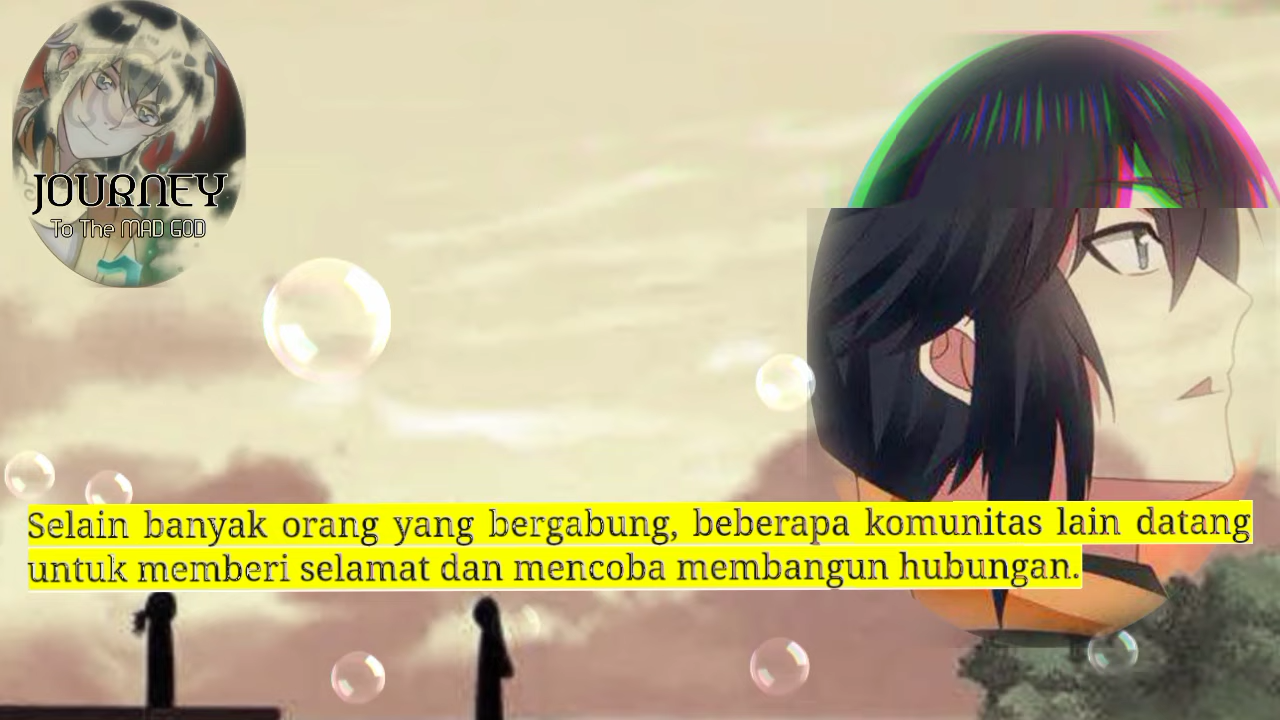 JOURNEY
To The MAD GOD
Selain banyak orang yang bergabung, beberapa komunitas lain datang
untuk memberi selamat dan mencoba membangun hubungan.